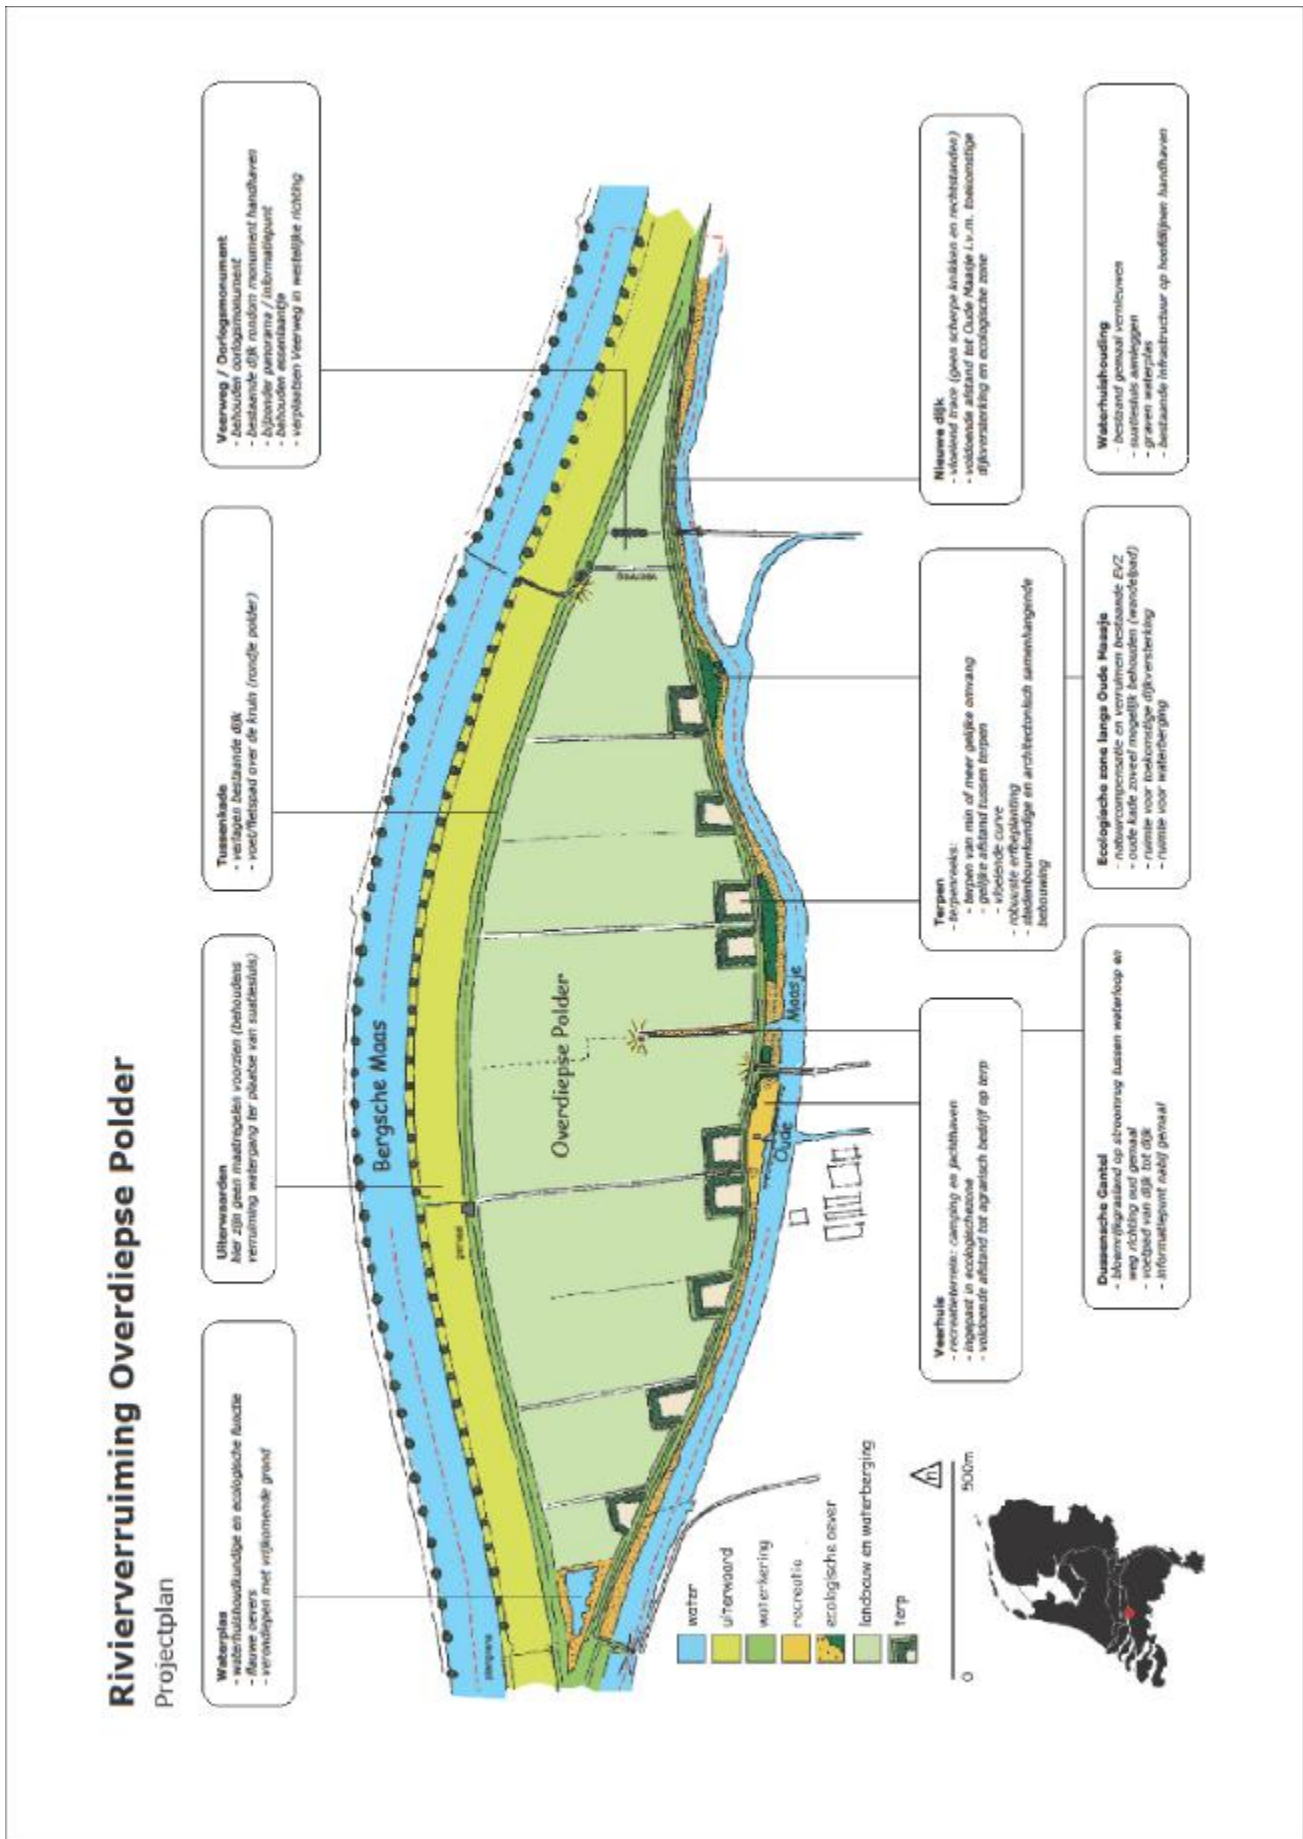 Rivierverruiming Overdiepse Polder
Projectplan
Waterplas
- waterhuishoudkundige en ecologische functie
- flauwe oevers
- verondiepen met vrijkomende grond
Uiterwaarden
hier zijn geen maatregelen voorzien (behoudens
verruiming watergang ter plaatse van suatiesluis)
Tussenkade
- verlagen bestaande dijk
- voet/fietspad over de kruin (rondje polder)
Veerweg / Oorlogsmonument
- behouden oorlogsmonument
- bestaande dijk rondom monument handhaven
- bijzonder panorama / informatiepunt
- behouden essenlaantje
- verplaatsen Veerweg in westelijke richting
Bergsche Maas
gemaal
Overdiepse Polder
Veerweg
Oude
Maasje
water
uiterwaard
waterkering
recreatie
ecologische oever
landbouw en waterberging
terp
n
0
500m
Veerhuis
- recreatieterrein: camping en jachthaven
- ingepast in ecologischezone
- voldoende afstand tot agrarisch bedrijf op terp
Terpen
- terpenreeks:
- terpen van min of meer gelijke omvang
- gelijke afstand tussen terpen
- vloeiende curve
- robuuste erfbeplanting
- stedenbouwkundige en architectonisch samenhangende
bebouwing
Nieuwe dijk
- vloeiend trace (geen scherpe knikken en rechtstanden)
- voldoende afstand tot Oude Maasje i.v.m. toekomstige
dijkversterking en ecologische zone
Dussensche Gantel
- bloemrijkgrasland op stroomrug tussen waterloop en
weg richting oud gemaal
- voetpad van dijk tot dijk
- informatiepunt nabij gemaal
Ecologische zone langs Oude Maasje
- natuurcompensatie en verruimen bestaande EVZ
- oude kade zoveel mogelijk behouden (wandelpad)
- ruimte voor toekomstige dijkversterking
- ruimte voor waterberging
Waterhuishouding
- bestaand gemaal vernieuwen
- suatiesluis aanleggen
- graven waterplas
- bestaande infrastructuur op hoofdlijnen handhaven